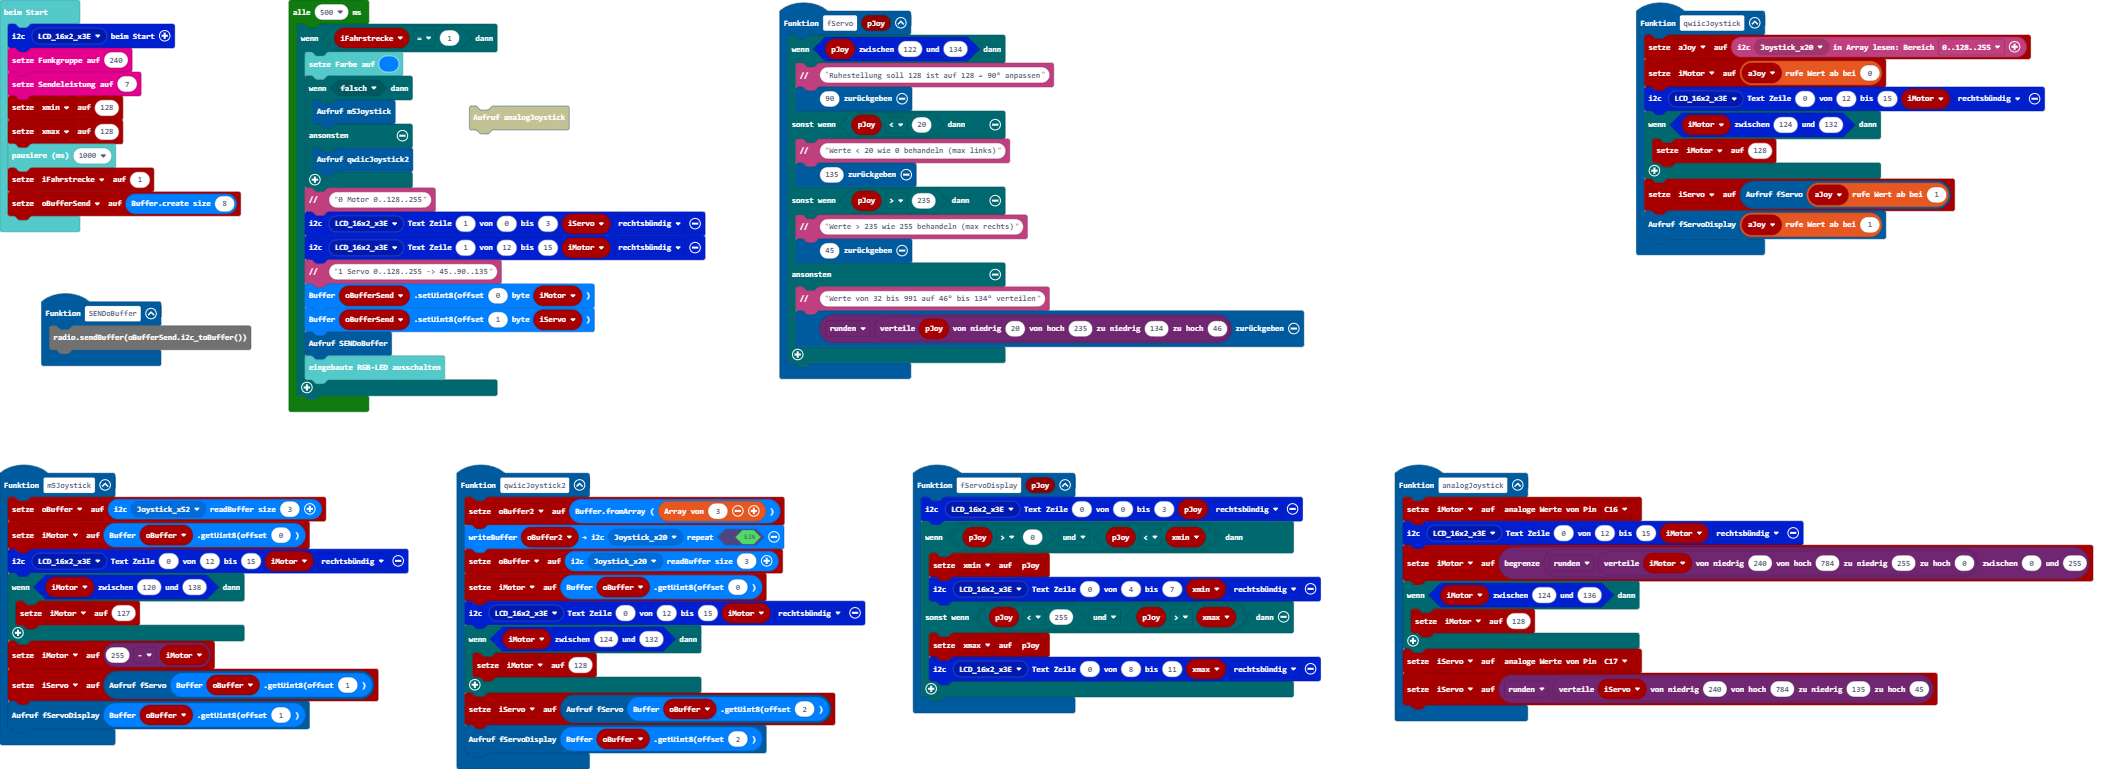 beim Start
i2c LCD_16x2_x3E beim Start
setze Funkgruppe auf 240
setze Sendeleistung auf 7
setze xmin auf 128
setze xmax auf 128
pausiere (ms) 1000
setze iFahrstrecke auf 1
setze oBufferSend auf Buffer.create size 8
Funktion SENDoBuffer
radio.sendBuffer(oBufferSend.i2c_toBuffer())
alle 500 ms
wenn iFahrstrecke = 1 dann
setze Farbe auf
wenn falsch dann
Aufruf m5Joystick
ansonsten
Aufruf qwiicJoystick2
// "0 Motor 0..128..255"
i2c LCD_16x2_x3E Text Zeile 1 von 0 bis 3 iServo rechtsbündig
i2c LCD_16x2_x3E Text Zeile 1 von 12 bis 15 iMotor rechtsbündig
// "1 Servo 0..128..255 -> 45..90..135"
Buffer oBufferSend .setUint8(offset 0 byte iMotor )
Buffer oBufferSend .setUint8(offset 1 byte iServo )
Aufruf SENDoBuffer
eingebaute RGB-LED ausschalten
Aufruf analogJoystick
Funktion fServo pJoy
wenn pJoy zwischen 122 und 134 dann
// "Ruhestellung soll 128 ist auf 128 = 90° anpassen"
90 zurückgeben
sonst wenn pJoy < 20 dann
// "Werte < 20 wie 0 behandeln (max links)"
135 zurückgeben
sonst wenn pJoy > 235 dann
// "Werte > 235 wie 255 behandeln (max rechts)"
45 zurückgeben
ansonsten
// "Werte von 32 bis 991 auf 46° bis 134° verteilen"
runden verteile pJoy von niedrig 20 von hoch 235 zu niedrig 134 zu hoch 46 zurückgeben
Funktion qwiicJoystick
setze aJoy auf i2c Joystick_x20 in Array lesen: Bereich 0..128..255
setze iMotor auf aJoy rufe Wert ab bei 0
i2c LCD_16x2_x3E Text Zeile 0 von 12 bis 15 iMotor rechtsbündig
wenn iMotor zwischen 124 und 132 dann
setze iMotor auf 128
setze iServo auf Aufruf fServo aJoy rufe Wert ab bei 1
Aufruf fServoDisplay aJoy rufe Wert ab bei 1
Funktion m5Joystick
setze oBuffer auf i2c Joystick_x52 readBuffer size 3
setze iMotor auf Buffer oBuffer .getUint8(offset 0 )
i2c LCD_16x2_x3E Text Zeile 0 von 12 bis 15 iMotor rechtsbündig
wenn iMotor zwischen 120 und 138 dann
setze iMotor auf 127
setze iMotor auf 255 - iMotor
setze iServo auf Aufruf fServo Buffer oBuffer .getUint8(offset 1 )
Aufruf fServoDisplay Buffer oBuffer .getUint8(offset 1 )
Funktion qwiicJoystick2
setze oBuffer2 auf Buffer.fromArray ( Array von 3 )
writeBuffer oBuffer2 → i2c Joystick_x20 repeat
setze oBuffer auf i2c Joystick_x20 readBuffer size 3
setze iMotor auf Buffer oBuffer .getUint8(offset 0 )
i2c LCD_16x2_x3E Text Zeile 0 von 12 bis 15 iMotor rechtsbündig
wenn iMotor zwischen 124 und 132 dann
setze iMotor auf 128
setze iServo auf Aufruf fServo Buffer oBuffer .getUint8(offset 2 )
Aufruf fServoDisplay Buffer oBuffer .getUint8(offset 2 )
Funktion fServoDisplay pJoy
i2c LCD_16x2_x3E Text Zeile 0 von 0 bis 3 pJoy rechtsbündig
wenn pJoy > 0 und pJoy < xmin dann
setze xmin auf pJoy
i2c LCD_16x2_x3E Text Zeile 0 von 4 bis 7 xmin rechtsbündig
sonst wenn pJoy < 255 und pJoy > xmax dann
setze xmax auf pJoy
i2c LCD_16x2_x3E Text Zeile 0 von 8 bis 11 xmax rechtsbündig
Funktion analogJoystick
setze iMotor auf analoge Werte von Pin C16
i2c LCD_16x2_x3E Text Zeile 0 von 12 bis 15 iMotor rechtsbündig
setze iMotor auf begrenze runden verteile iMotor von niedrig 240 von hoch 784 zu niedrig 255 zu hoch 0 zwischen 0 und 255
wenn iMotor zwischen 124 und 136 dann
setze iMotor auf 128
setze iServo auf analoge Werte von Pin C17
setze iServo auf runden verteile iServo von niedrig 240 von hoch 784 zu niedrig 135 zu hoch 45